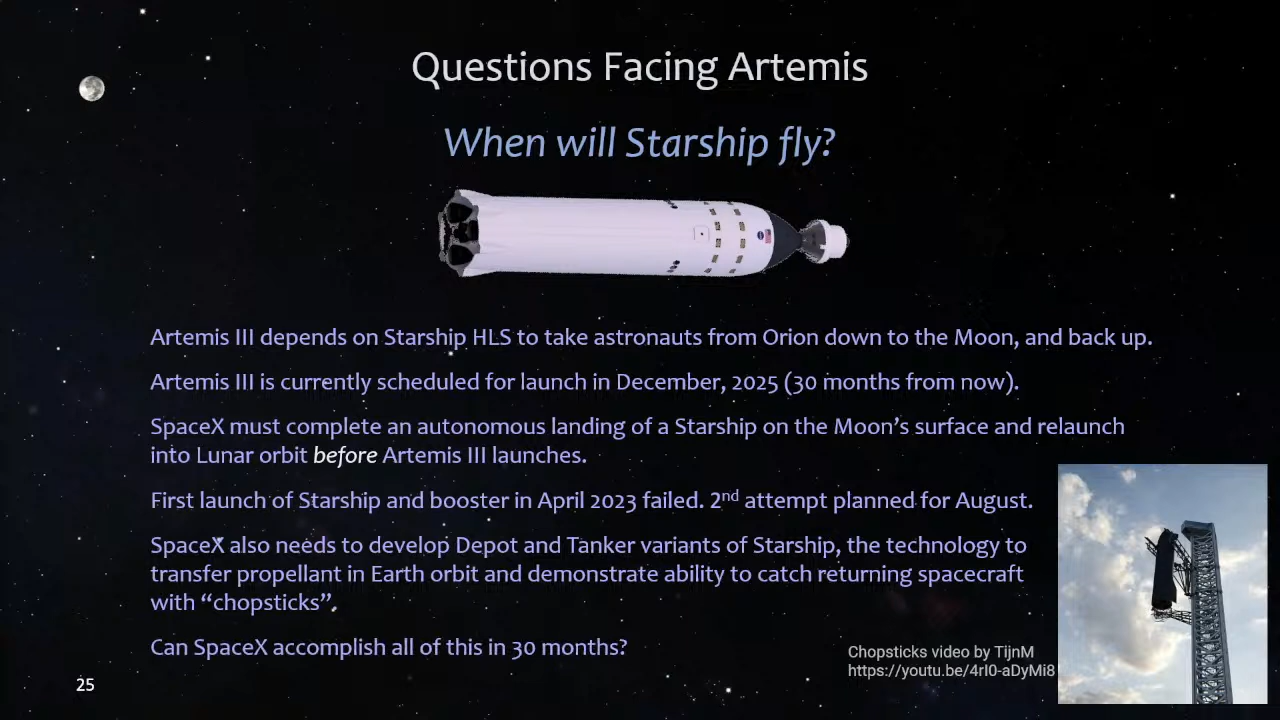 Questions Facing Artemis
When will Starship fly?
Artemis III depends on Starship HLS to take astronauts from Orion down to the Moon, and back up.
Artemis III is currently scheduled for launch in December, 2025 (30 months from now).
SpaceX must complete an autonomous landing of a Starship on the Moon’s surface and relaunch
into Lunar orbit before Artemis III launches.
First launch of Starship and booster in April 2023 failed. 2nd attempt planned for August.
SpaceX also needs to develop Depot and Tanker variants of Starship, the technology to
transfer propellant in Earth orbit and demonstrate ability to catch returning spacecraft
with “chopsticks”.
Can SpaceX accomplish all of this in 30 months?
Chopsticks video by TijnM
https://youtu.be/4rI0-aDyMi8
25